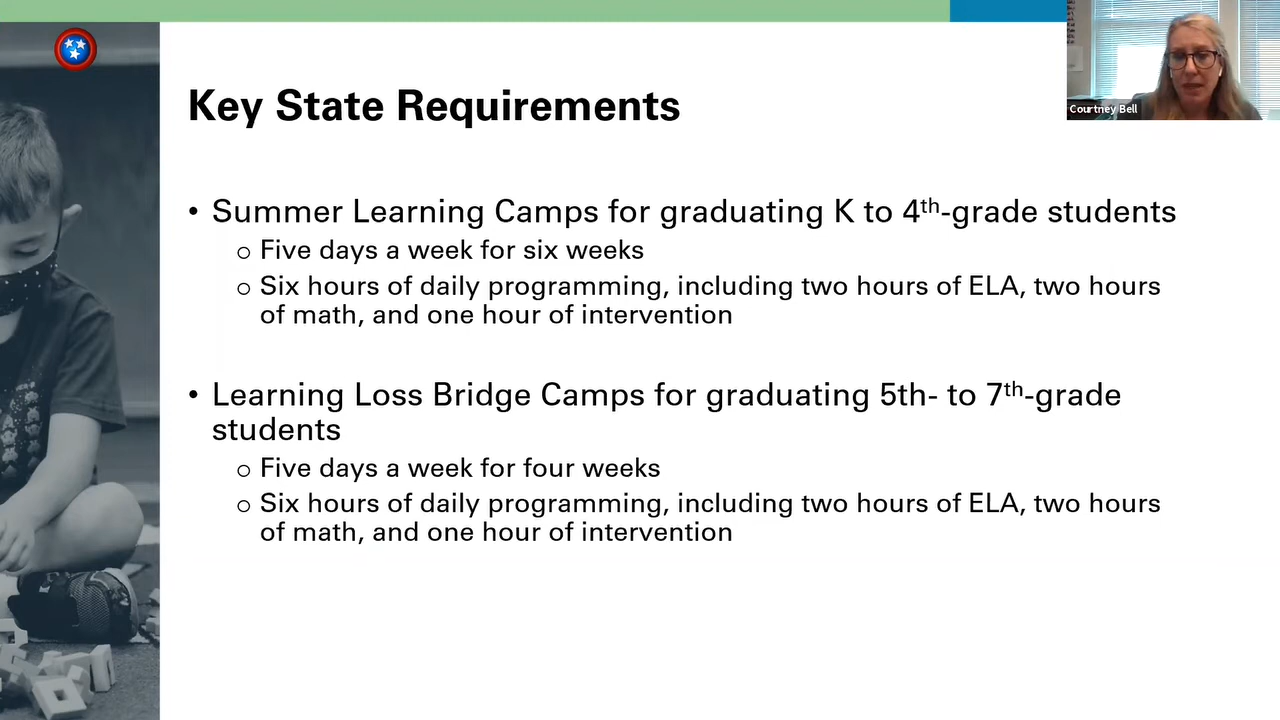 Courtney Bell
Key State Requirements
• Summer Learning Camps for graduating K to 4th-grade students
o Five days a week for six weeks
o Six hours of daily programming, including two hours of ELA, two hours
of math, and one hour of intervention
• Learning Loss Bridge Camps for graduating 5th- to 7th-grade
students
o Five days a week for four weeks
o Six hours of daily programming, including two hours of ELA, two hours
of math, and one hour of intervention